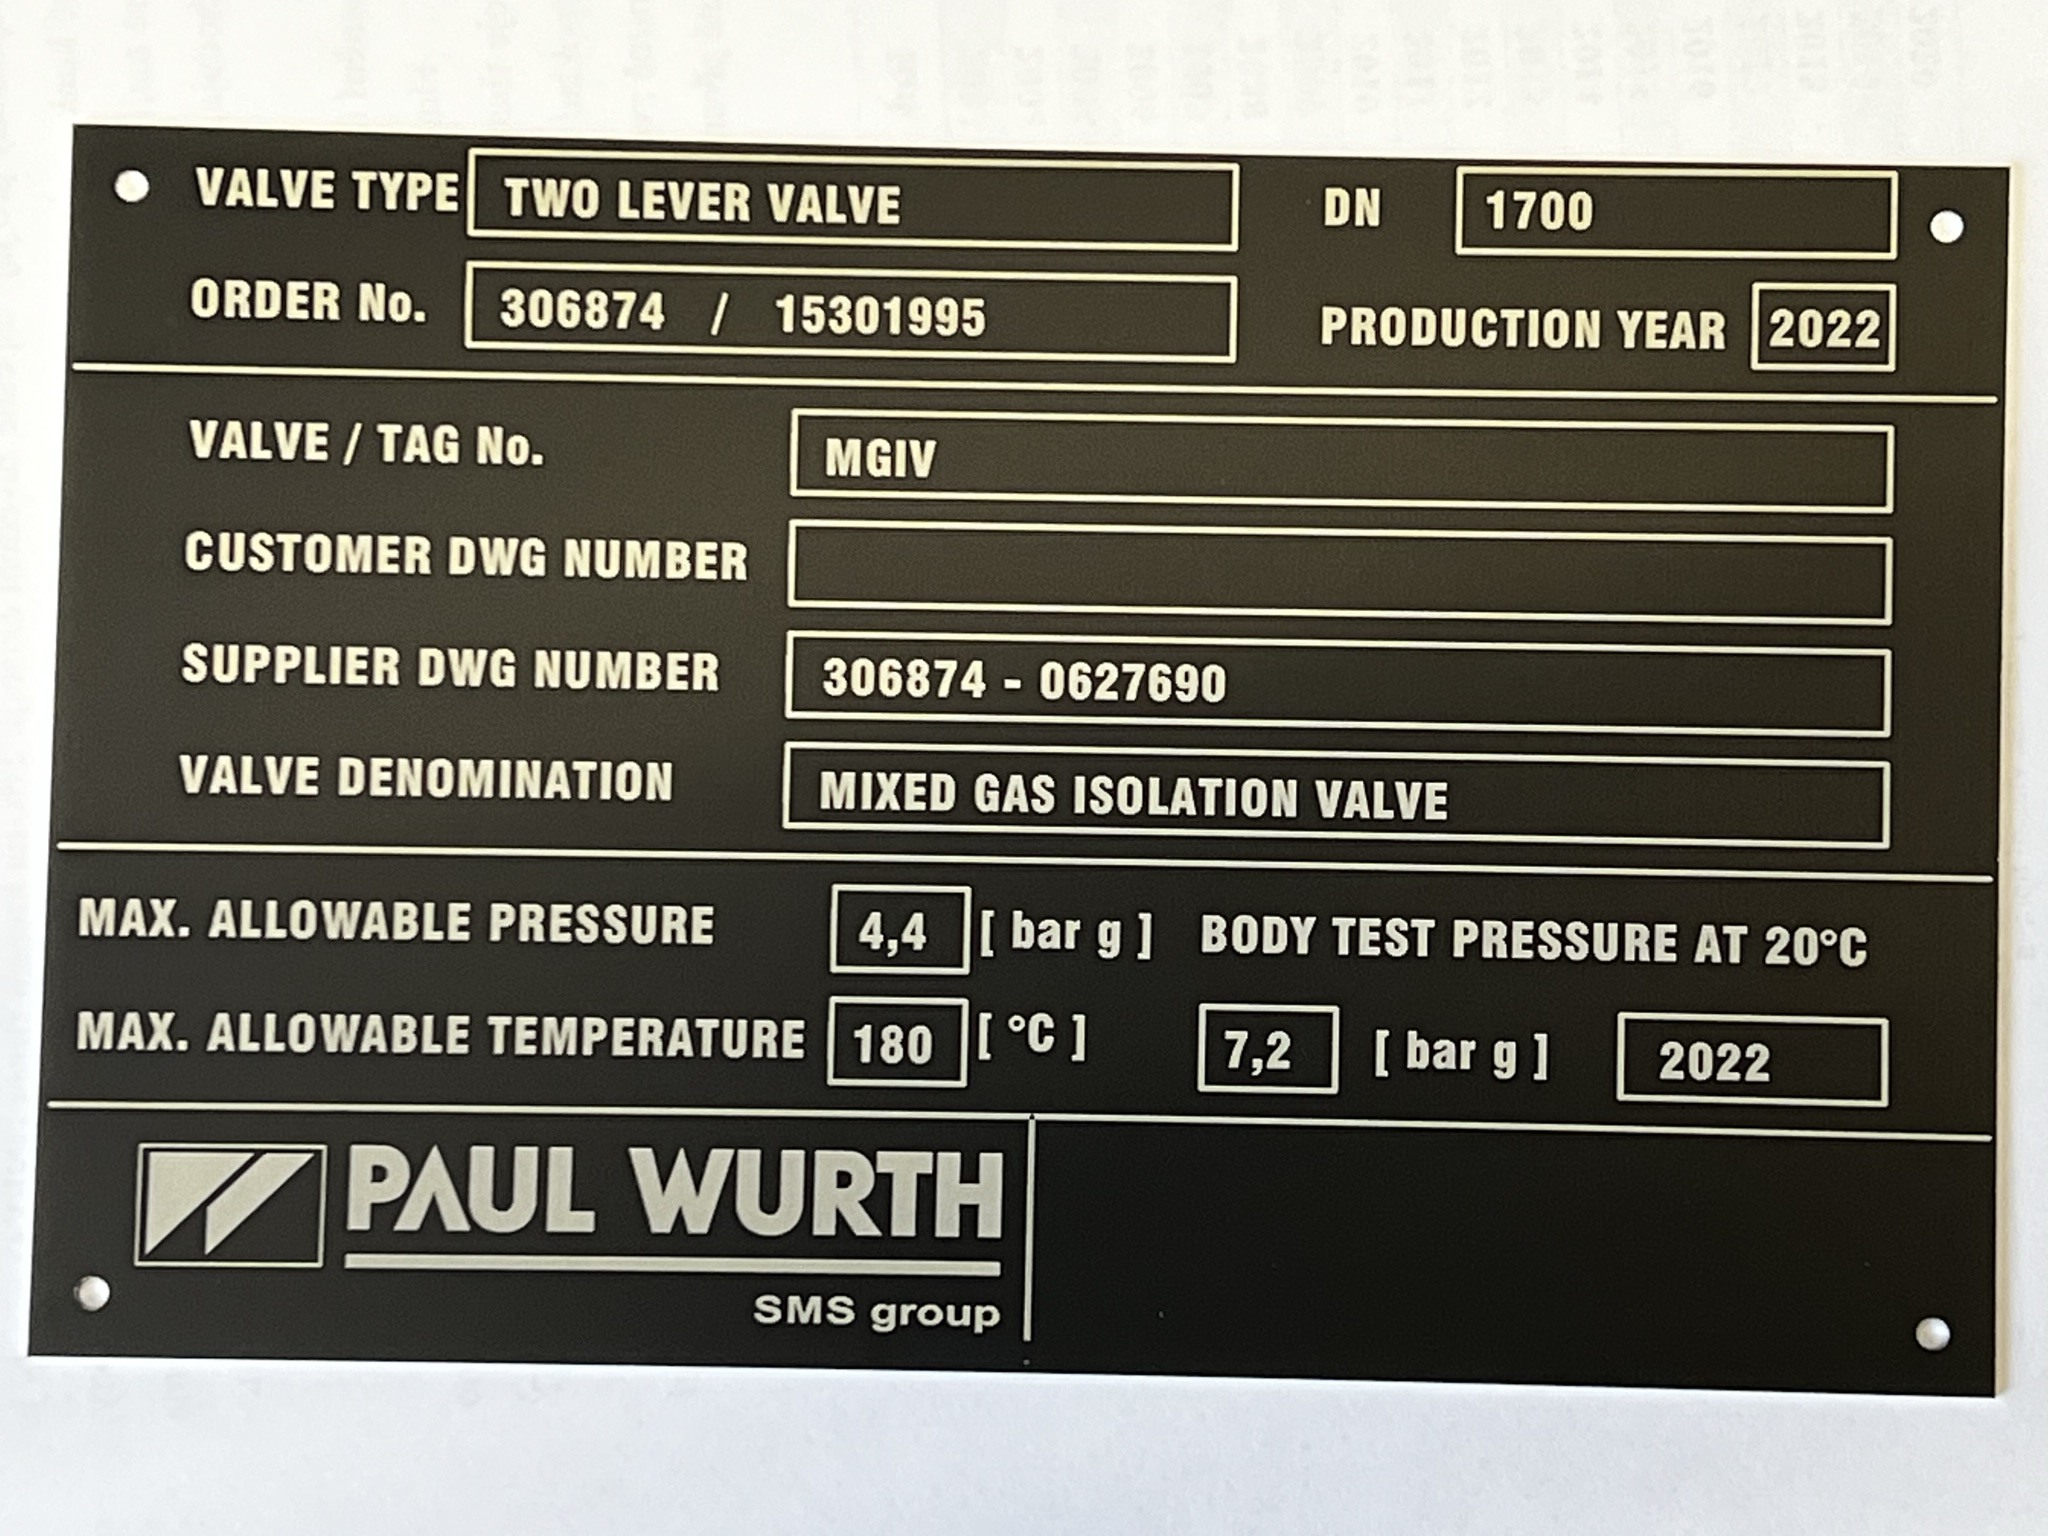 VALVE TYPE TWO LEVER VALVE DN 1700
ORDER No. 306874 / 15301995 PRODUCTION YEAR 2022
VALVE / TAG No. MGIV
CUSTOMER DWG NUMBER
SUPPLIER DWG NUMBER 306874 - 0627690
VALVE DENOMINATION MIXED GAS ISOLATION VALVE
MAX. ALLOWABLE PRESSURE 4,4 [ bar g ] BODY TEST PRESSURE AT 20°C
MAX. ALLOWABLE TEMPERATURE 180 [ °C ] 7,2 [ bar g ] 2022
PAUL WURTH
SMS group